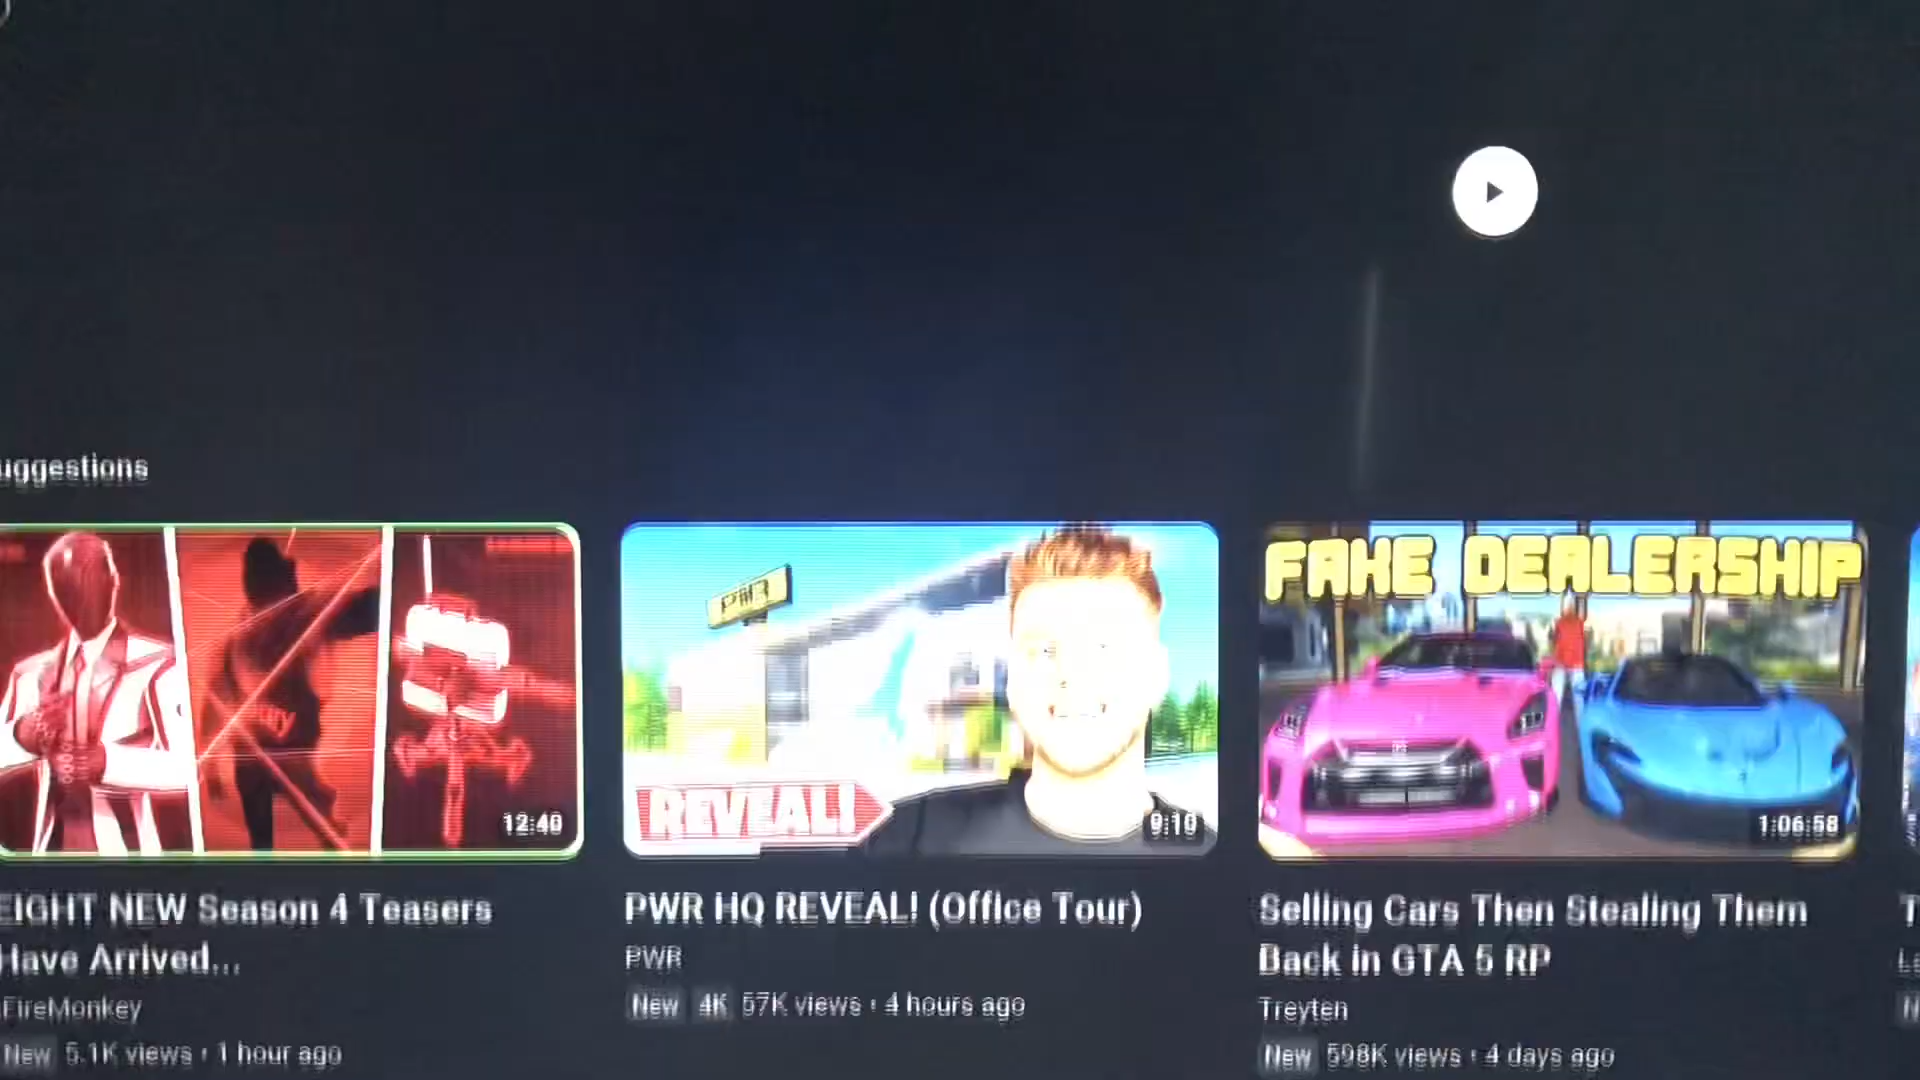 uggestions
FAKE DEALERSHIP
PWR
REVEAL!
12:40
9:10
1:06:58
EIGHT NEW Season 4 Teasers
Have Arrived...
FireMonkey
New 5.1K views · 1 hour ago
PWR HQ REVEAL! (Office Tour)
PWR
New 4K 57K views · 4 hours ago
Selling Cars Then Stealing Them
Back in GTA 5 RP
Treyten
New 598K views · 4 days ago